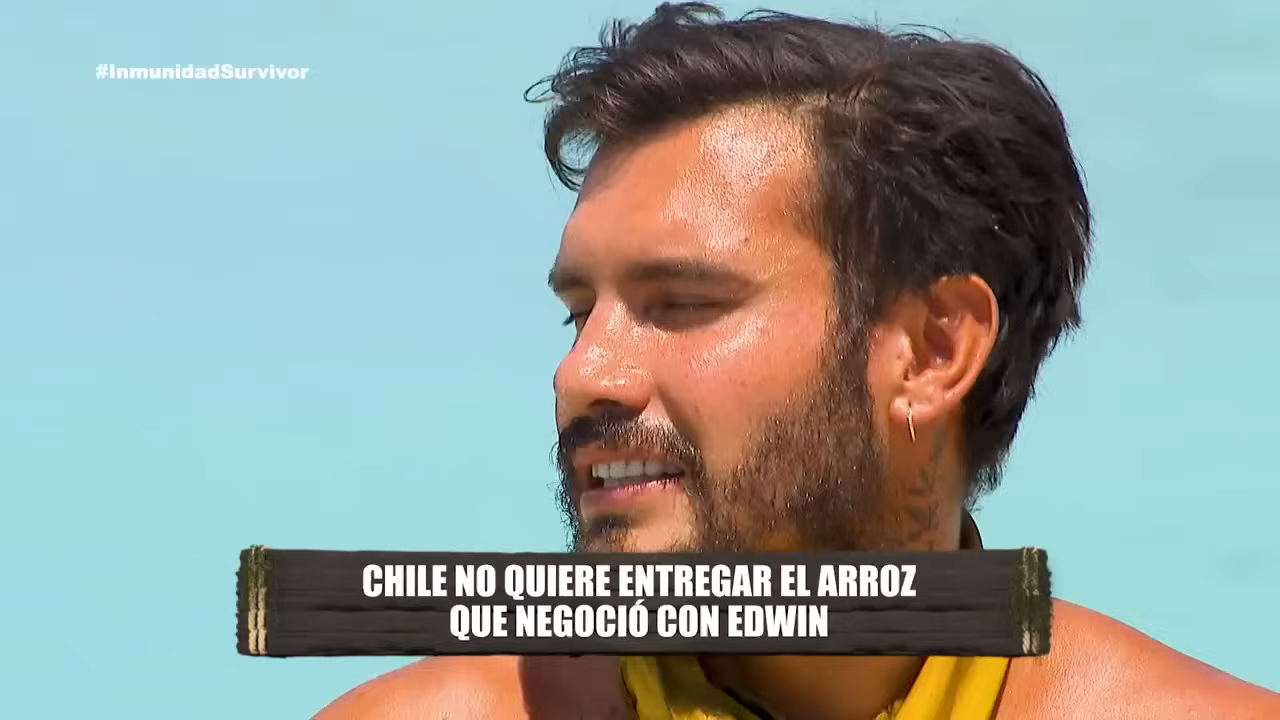 #InmunidadSurvivor
CHILE NO QUIERE ENTREGAR EL ARROZ
QUE NEGOCIÓ CON EDWIN